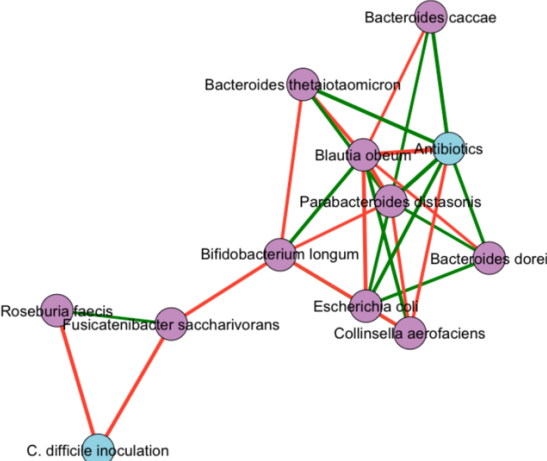 Bacteroides caccae
Bacteroides thetaiotaomicron
Blautia obeum
Antibiotics
Parabacteroides distasonis
Bifidobacterium longum
Bacteroides dorei
Escherichia coli
Roseburia faecis
Fusicatenibacter saccharivorans
Collinsella aerofaciens
C. difficile inoculation